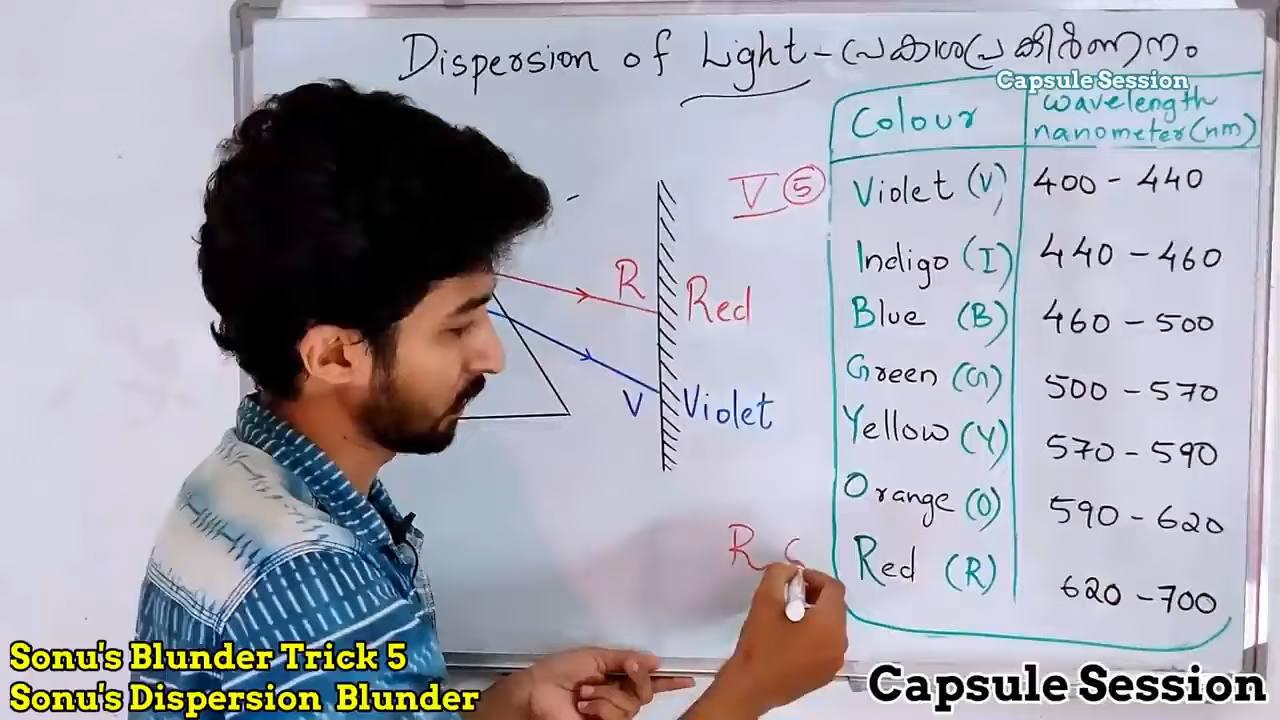 Dispersion of Light - പ്രകാശപ്രകീർണനം
Capsule Session
Colour wavelength nanometer(nm)
V 5
Violet (V) 400 - 440
Indigo (I) 440 - 460
Blue (B) 460 - 500
Green (G) 500 - 570
Yellow (Y) 570 - 590
Orange (O) 590 - 620
Red (R) 620 - 700
R
Red
V
Violet
R
Sonu's Blunder Trick 5
Sonu's Dispersion Blunder
Capsule Session